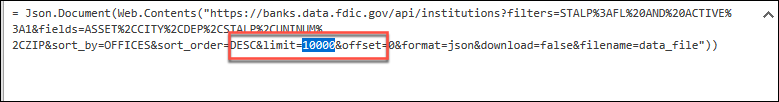 = Json.Document(Web.Contents("https://banks.data.fdic.gov/api/institutions?filters=STALP%3AFL%20AND%20ACTIVE%
3A1&fields=ASSET%2CCITY%2CDEP%2CSTALP%2CUNINUM%
2CZIP&sort_by=OFFICES&sort_order=DESC&limit=10000&offset=0&format=json&download=false&filename=data_file"))